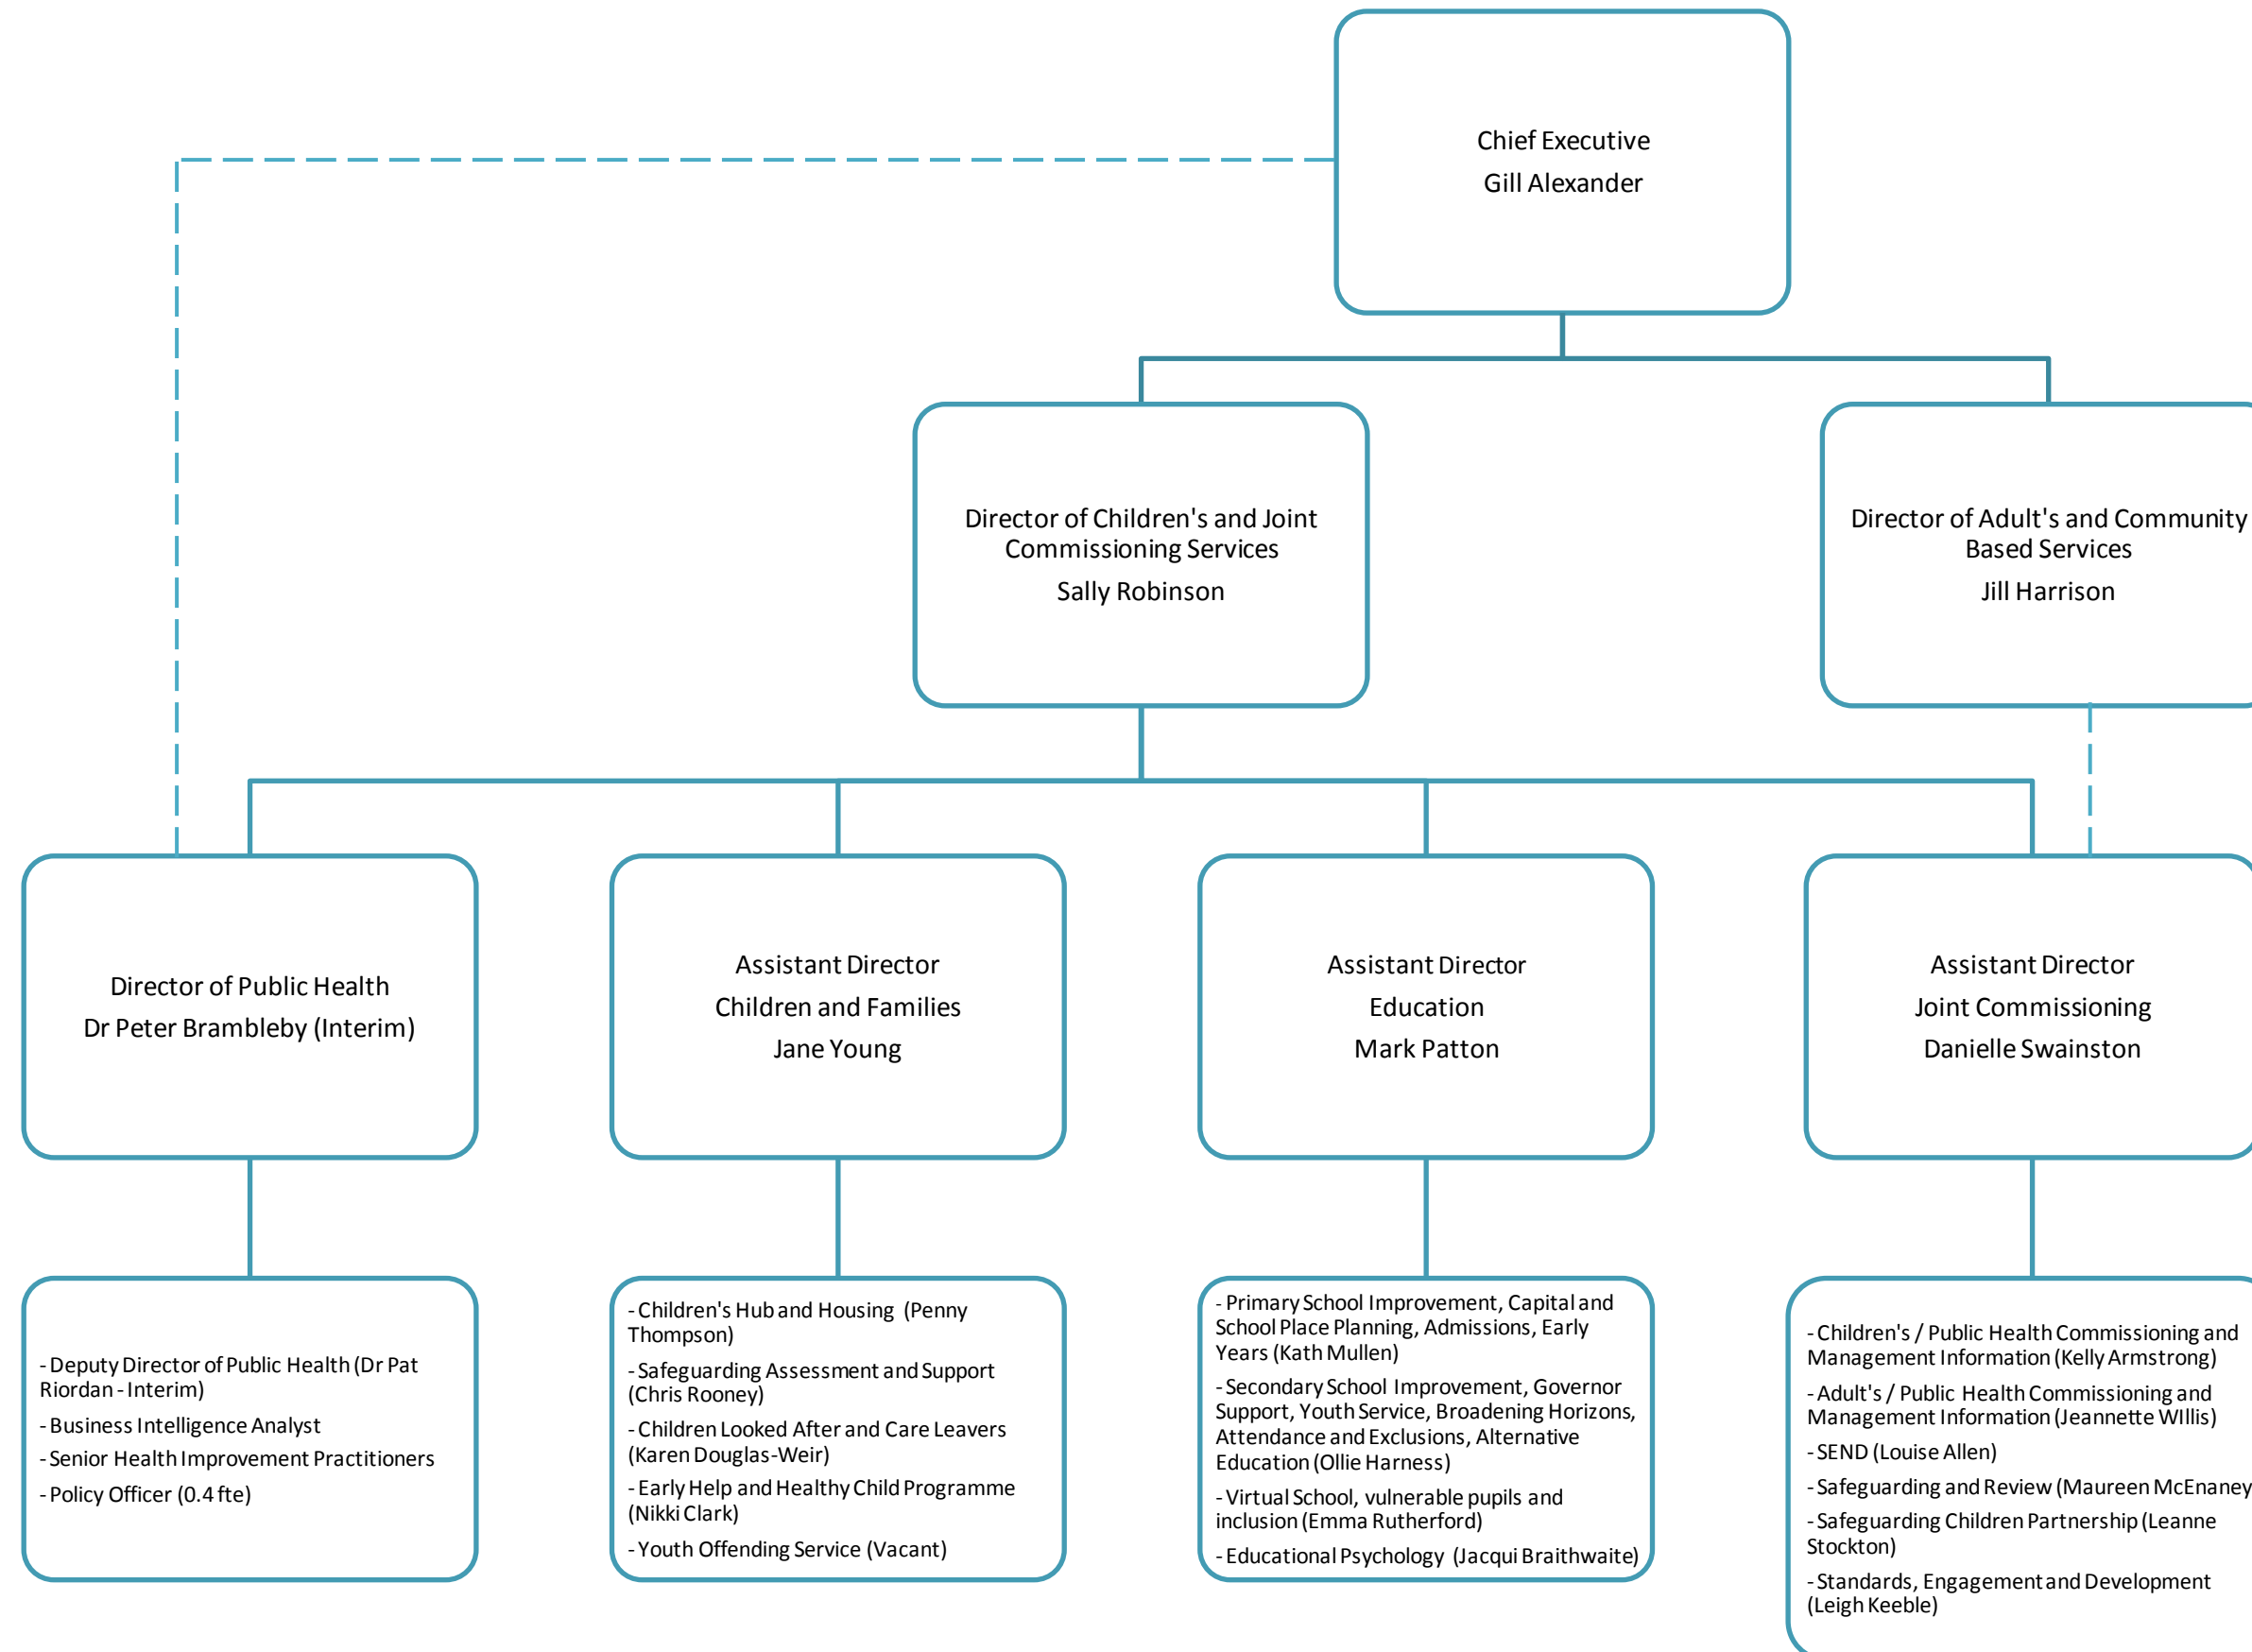 Chief Executive
Gill Alexander
Director of Children's and Joint
Commissioning Services
Sally Robinson
Director of Adult's and Community
Based Services
Jill Harrison
Director of Public Health
Dr Peter Brambleby (Interim)
Assistant Director
Children and Families
Jane Young
Assistant Director
Education
Mark Patton
Assistant Director
Joint Commissioning
Danielle Swainston
- Deputy Director of Public Health (Dr Pat
Riordan - Interim)
- Business Intelligence Analyst
- Senior Health Improvement Practitioners
- Policy Officer (0.4 fte)
- Children's Hub and Housing (Penny
Thompson)
- Safeguarding Assessment and Support
(Chris Rooney)
- Children Looked After and Care Leavers
(Karen Douglas-Weir)
- Early Help and Healthy Child Programme
(Nikki Clark)
- Youth Offending Service (Vacant)
- Primary School Improvement, Capital and
School Place Planning, Admissions, Early
Years (Kath Mullen)
- Secondary School Improvement, Governor
Support, Youth Service, Broadening Horizons,
Attendance and Exclusions, Alternative
Education (Ollie Harness)
- Virtual School, vulnerable pupils and
inclusion (Emma Rutherford)
- Educational Psychology (Jacqui Braithwaite)
- Children's / Public Health Commissioning and
Management Information (Kelly Armstrong)
- Adult's / Public Health Commissioning and
Management Information (Jeannette WIllis)
- SEND (Louise Allen)
- Safeguarding and Review (Maureen McEnaney
- Safeguarding Children Partnership (Leanne
Stockton)
- Standards, Engagement and Development
(Leigh Keeble)